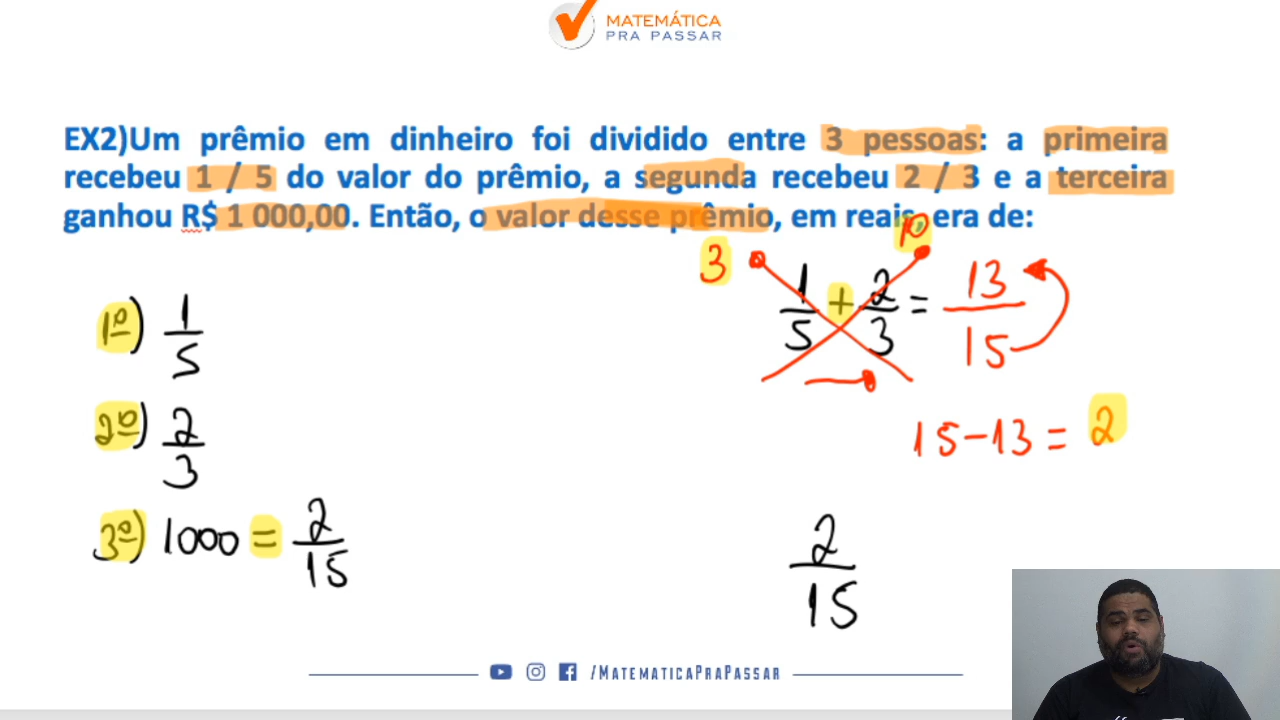 MATEMÁTICA
PRA PASSAR
EX2)Um prêmio em dinheiro foi dividido entre 3 pessoas: a primeira
recebeu 1 / 5 do valor do prêmio, a segunda recebeu 2 / 3 e a terceira
ganhou R$ 1 000,00. Então, o valor desse prêmio, em reais, era de:
3 10
1/5 + 2/3 = 13/15
15-13 = 2
1º) 1/5
2º) 2/3
3º) 1000 = 2/15
2/15
/MatematicaPraPassar